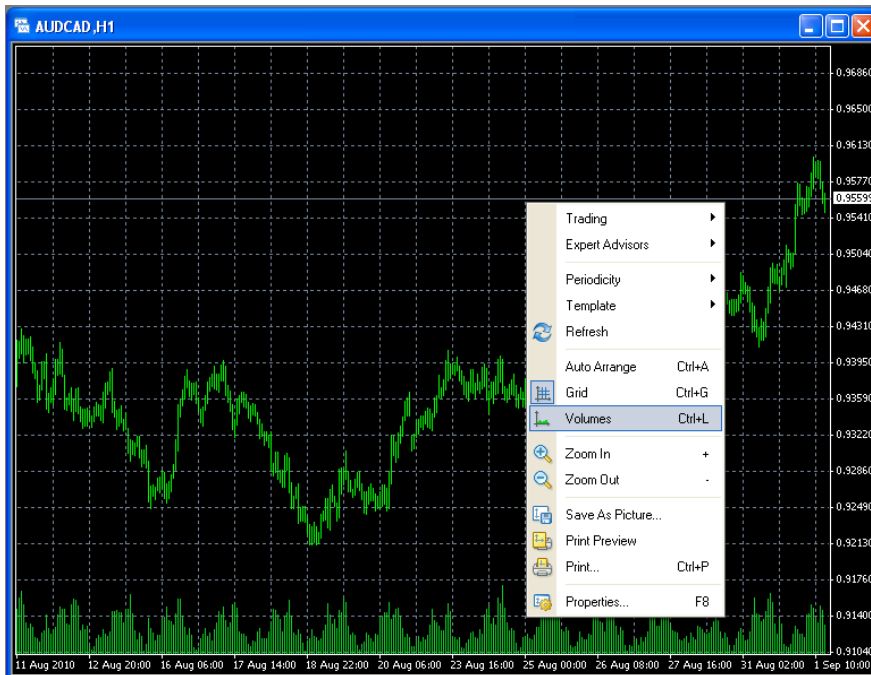 AUDCAD,H1
0.96860
0.96500
0.96130
0.95770
0.95599
0.95410
0.95040
0.94680
0.94310
0.93950
0.93590
0.93220
0.92860
0.92490
0.92130
0.91760
0.91400
0.91040
Trading
Expert Advisors
Periodicity
Template
Refresh
Auto Arrange Ctrl+A
Grid Ctrl+G
Volumes Ctrl+L
Zoom In +
Zoom Out -
Save As Picture...
Print Preview
Print... Ctrl+P
Properties... F8
11 Aug 2010 12 Aug 20:00 16 Aug 06:00 17 Aug 14:00 18 Aug 22:00 20 Aug 06:00 23 Aug 16:00 25 Aug 00:00 26 Aug 08:00 27 Aug 16:00 31 Aug 02:00 1 Sep 10:00